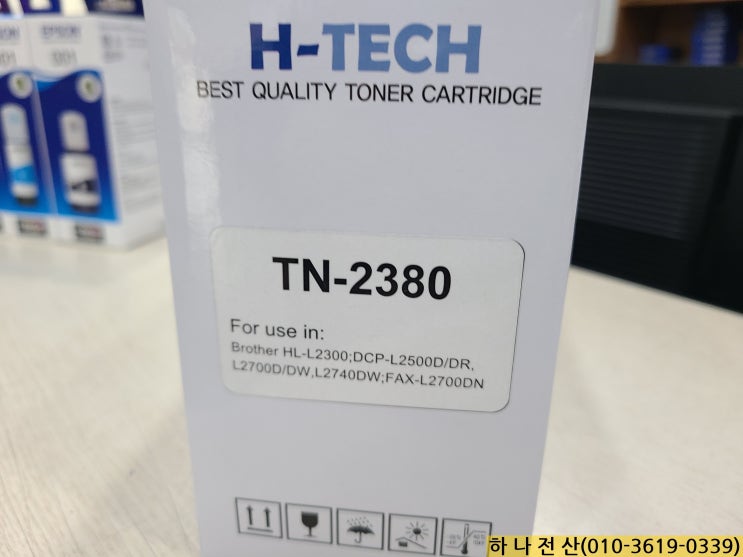 H-TECH
BEST QUALITY TONER CARTRIDGE
TN-2380
For use in:
Brother HL-L2300;DCP-L2500D/DR,
L2700D/DW,L2740DW;FAX-L2700DN
하 나 전 산(010-3619-0339)